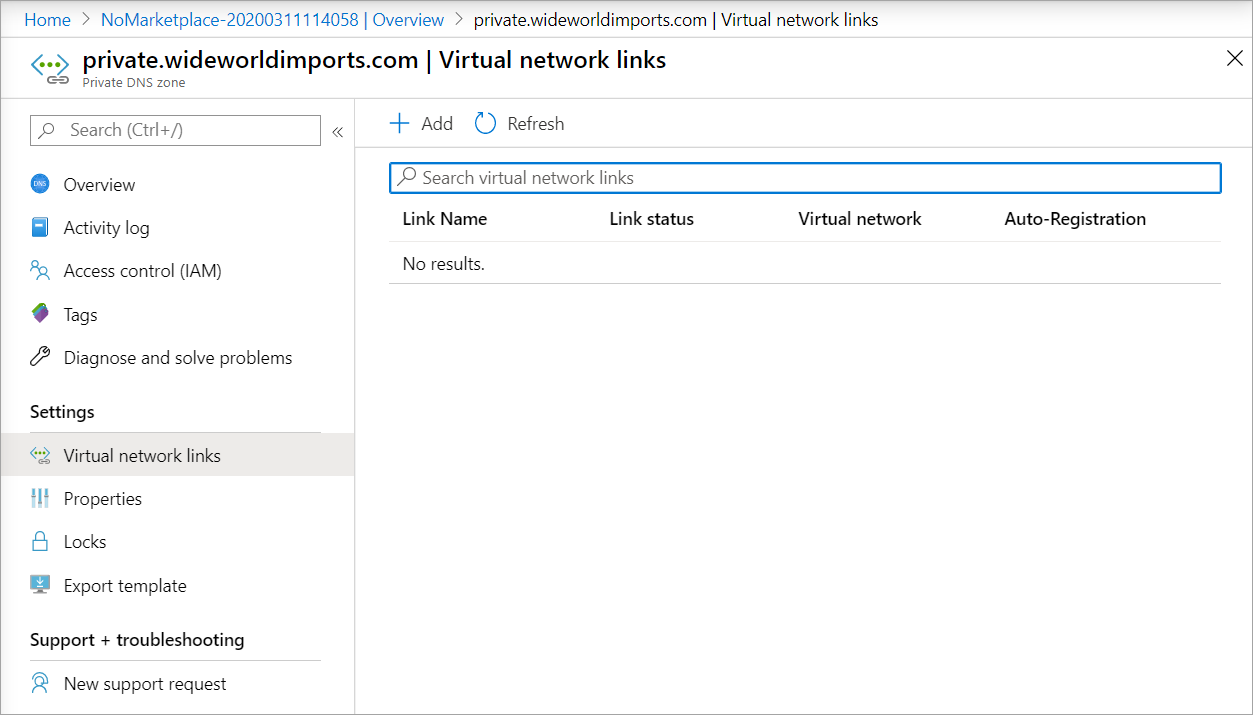 Home > NoMarketplace-20200311114058 | Overview > private.wideworldimports.com | Virtual network links
private.wideworldimports.com | Virtual network links
Private DNS zone
Search (Ctrl+/)
«
Overview
Activity log
Access control (IAM)
Tags
Diagnose and solve problems
Settings
Virtual network links
Properties
Locks
Export template
Support + troubleshooting
New support request
+ Add Refresh
Search virtual network links
Link Name Link status Virtual network Auto-Registration
No results.